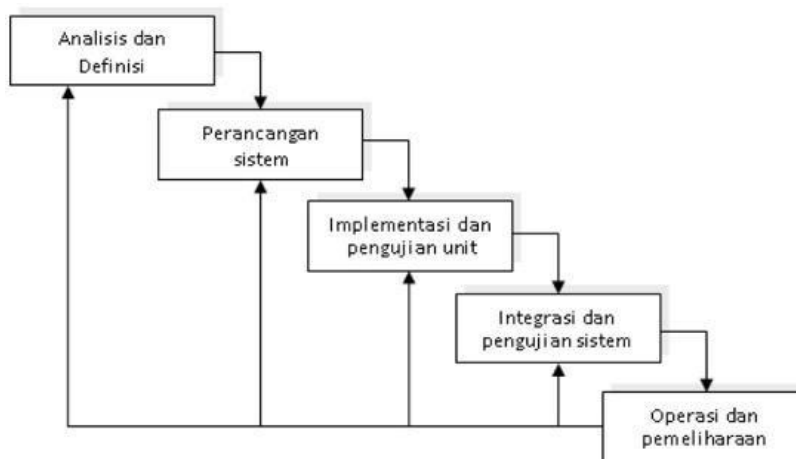 Analisis dan
Definisi
Perancangan
sistem
Implementasi dan
pengujian unit
Integrasi dan
pengujian sistem
Operasi dan
pemeliharaan